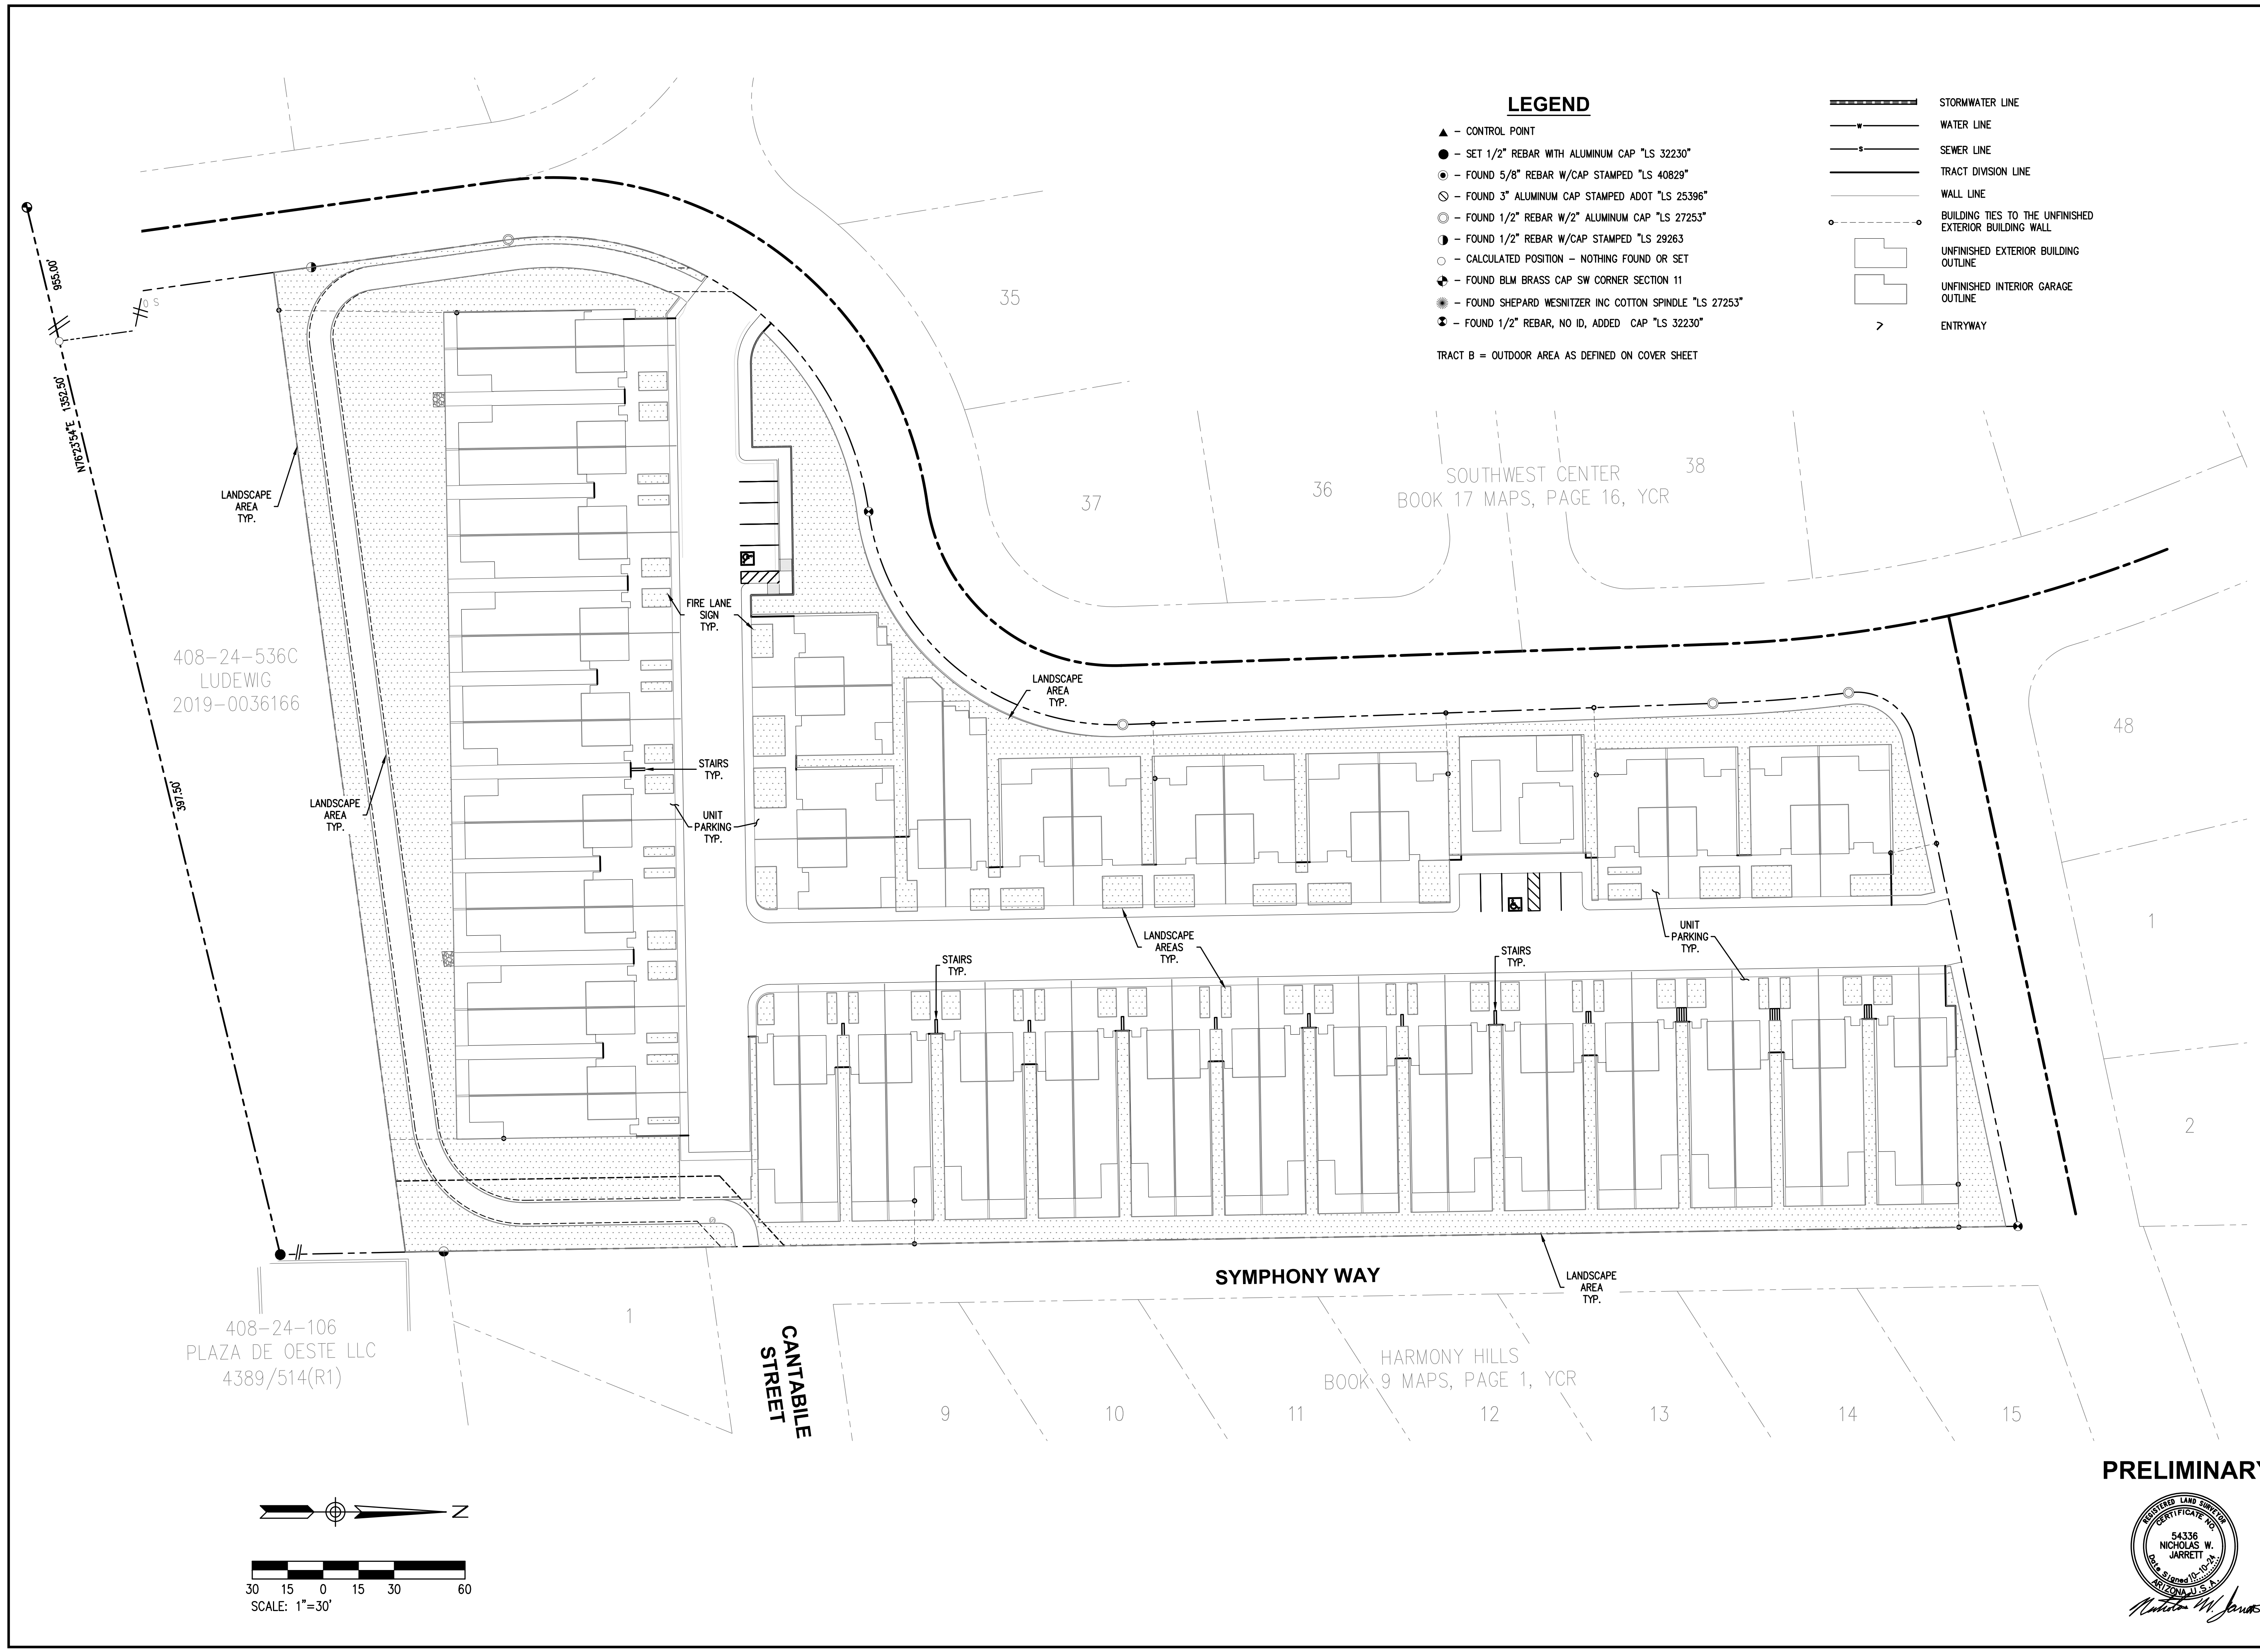 LEGEND
– CONTROL POINT
– SET 1/2" REBAR WITH ALUMINUM CAP "LS 32230"
– FOUND 5/8" REBAR W/CAP STAMPED "LS 40829"
– FOUND 3" ALUMINUM CAP STAMPED ADOT "LS 25396"
– FOUND 1/2" REBAR W/2" ALUMINUM CAP "LS 27253"
– FOUND 1/2" REBAR W/CAP STAMPED "LS 29263
– CALCULATED POSITION – NOTHING FOUND OR SET
– FOUND BLM BRASS CAP SW CORNER SECTION 11
– FOUND SHEPARD WESNITZER INC COTTON SPINDLE "LS 27253"
– FOUND 1/2" REBAR, NO ID, ADDED CAP "LS 32230"
TRACT B = OUTDOOR AREA AS DEFINED ON COVER SHEET
STORMWATER LINE
W
WATER LINE
S
SEWER LINE
TRACT DIVISION LINE
WALL LINE
BUILDING TIES TO THE UNFINISHED
EXTERIOR BUILDING WALL
UNFINISHED EXTERIOR BUILDING
OUTLINE
UNFINISHED INTERIOR GARAGE
OUTLINE
ENTRYWAY
955.00'
O S
N76°23'54"E 1352.50'
397.50'
35
37
36
38
SOUTHWEST CENTER
BOOK 17 MAPS, PAGE 16, YCR
LANDSCAPE
AREA
TYP.
408-24-536C
LUDEWIG
2019-0036166
FIRE LANE
SIGN
TYP.
LANDSCAPE
AREA
TYP.
48
STAIRS
TYP.
LANDSCAPE
AREA
TYP.
UNIT
PARKING
TYP.
LANDSCAPE
AREAS
TYP.
UNIT
PARKING
TYP.
STAIRS
TYP.
STAIRS
TYP.
1
2
SYMPHONY WAY
LANDSCAPE
AREA
TYP.
408-24-106
PLAZA DE OESTE LLC
4389/514(R1)
1
CANTABILE
STREET
HARMONY HILLS
BOOK 9 MAPS, PAGE 1, YCR
9
10
11
12
13
14
15
N
30 15 0 15 30 60
SCALE: 1"=30'
PRELIMINARY
REGISTERED LAND SURVEYOR
CERTIFICATE NO.
54336
NICHOLAS W.
JARRETT
Date Signed 10-10-24
ARIZONA U.S.A.